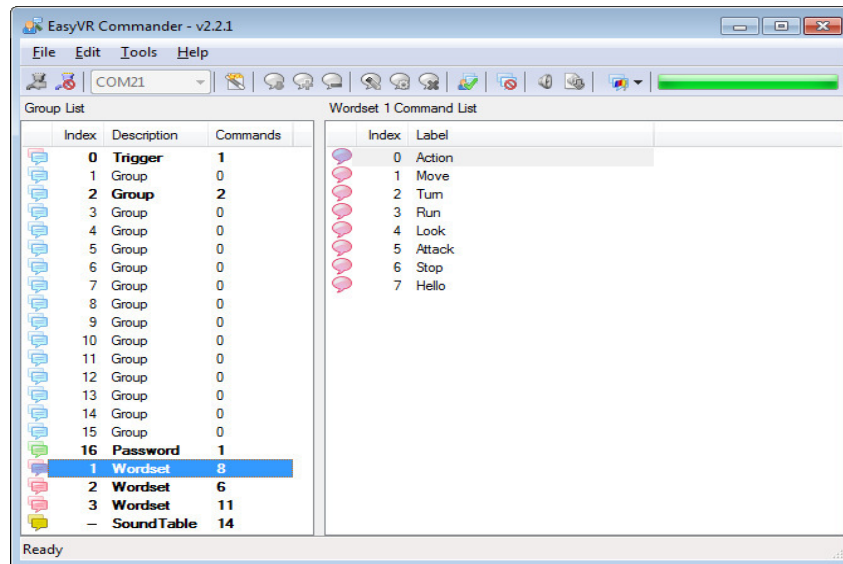 EasyVR Commander - v2.2.1
File Edit Tools Help
COM21
Group List
Index Description Commands
0 Trigger 1
1 Group 0
2 Group 2
3 Group 0
4 Group 0
5 Group 0
6 Group 0
7 Group 0
8 Group 0
9 Group 0
10 Group 0
11 Group 0
12 Group 0
13 Group 0
14 Group 0
15 Group 0
16 Password 1
1 Wordset 8
2 Wordset 6
3 Wordset 11
– SoundTable 14
Wordset 1 Command List
Index Label
0 Action
1 Move
2 Turn
3 Run
4 Look
5 Attack
6 Stop
7 Hello
Ready